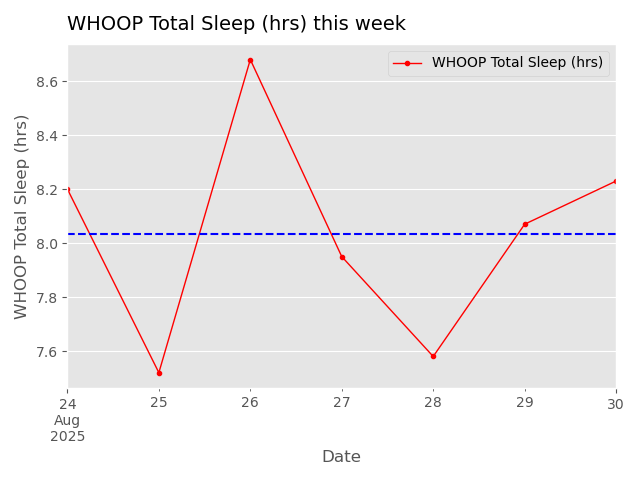 WHOOP Total Sleep (hrs) this week
WHOOP Total Sleep (hrs)
WHOOP Total Sleep (hrs)
8.6
8.4
8.2
8.0
7.8
7.6
24 25 26 27 28 29 30
Aug
2025
Date